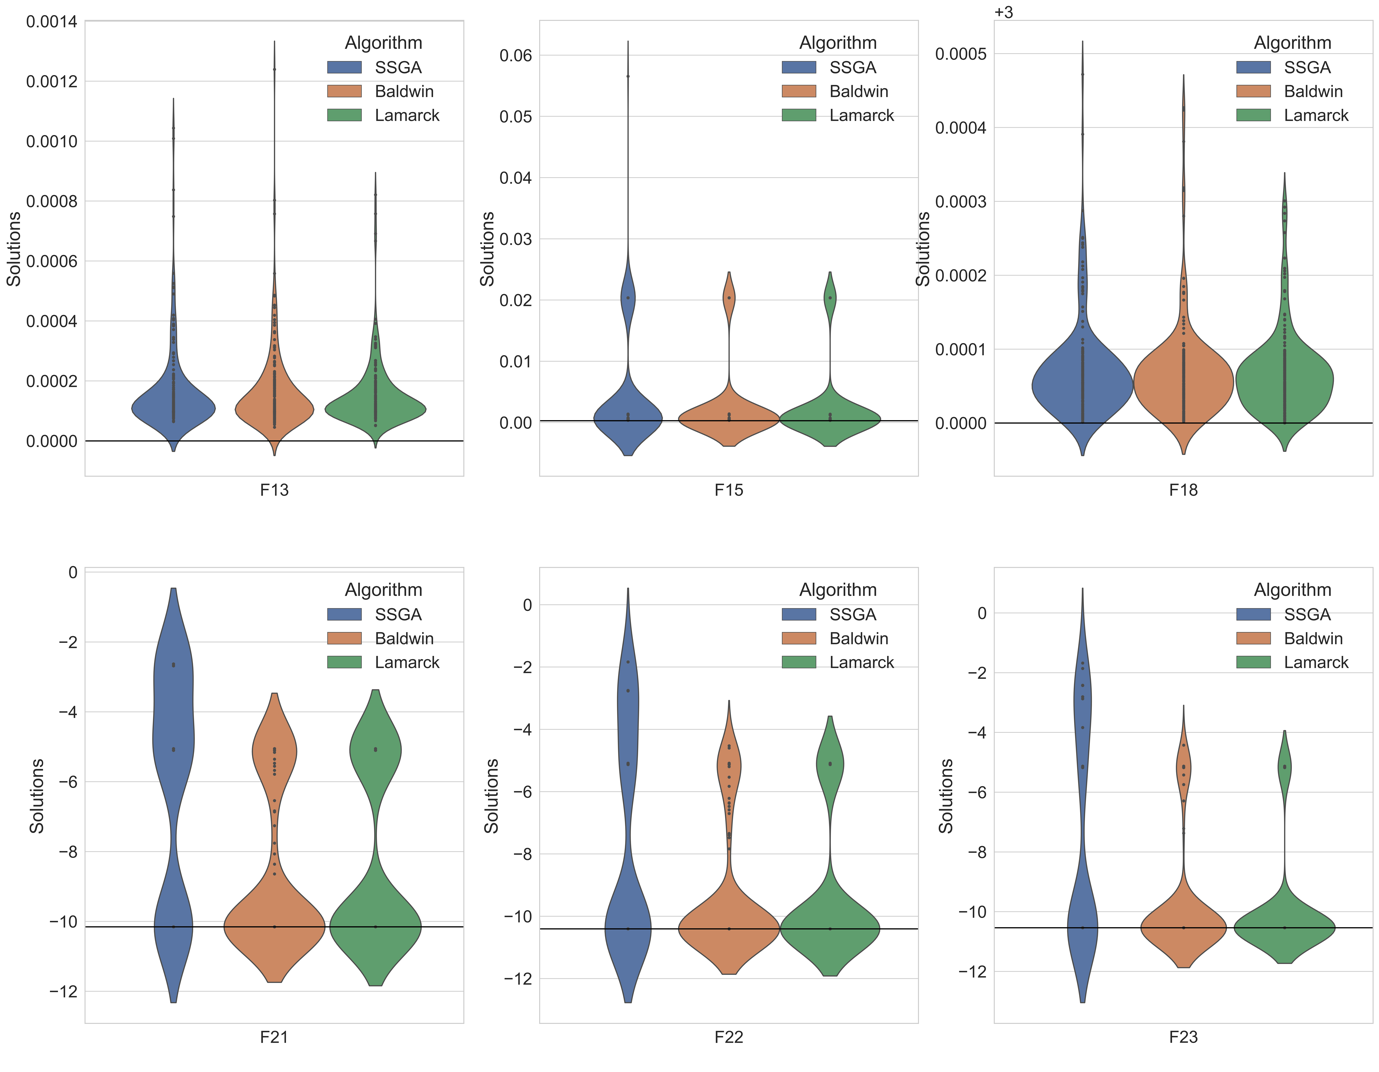 0.0014
0.0012
0.0010
0.0008
0.0006
0.0004
0.0002
0.0000
Solutions
Algorithm
SSGA
Baldwin
Lamarck
F13
0.06
0.05
0.04
0.03
0.02
0.01
0.00
Solutions
Algorithm
SSGA
Baldwin
Lamarck
F15
+3
0.0005
0.0004
0.0003
0.0002
0.0001
0.0000
Solutions
Algorithm
SSGA
Baldwin
Lamarck
F18
0
−2
−4
−6
−8
−10
−12
Solutions
Algorithm
SSGA
Baldwin
Lamarck
F21
0
−2
−4
−6
−8
−10
−12
Solutions
Algorithm
SSGA
Baldwin
Lamarck
F22
0
−2
−4
−6
−8
−10
−12
Solutions
Algorithm
SSGA
Baldwin
Lamarck
F23